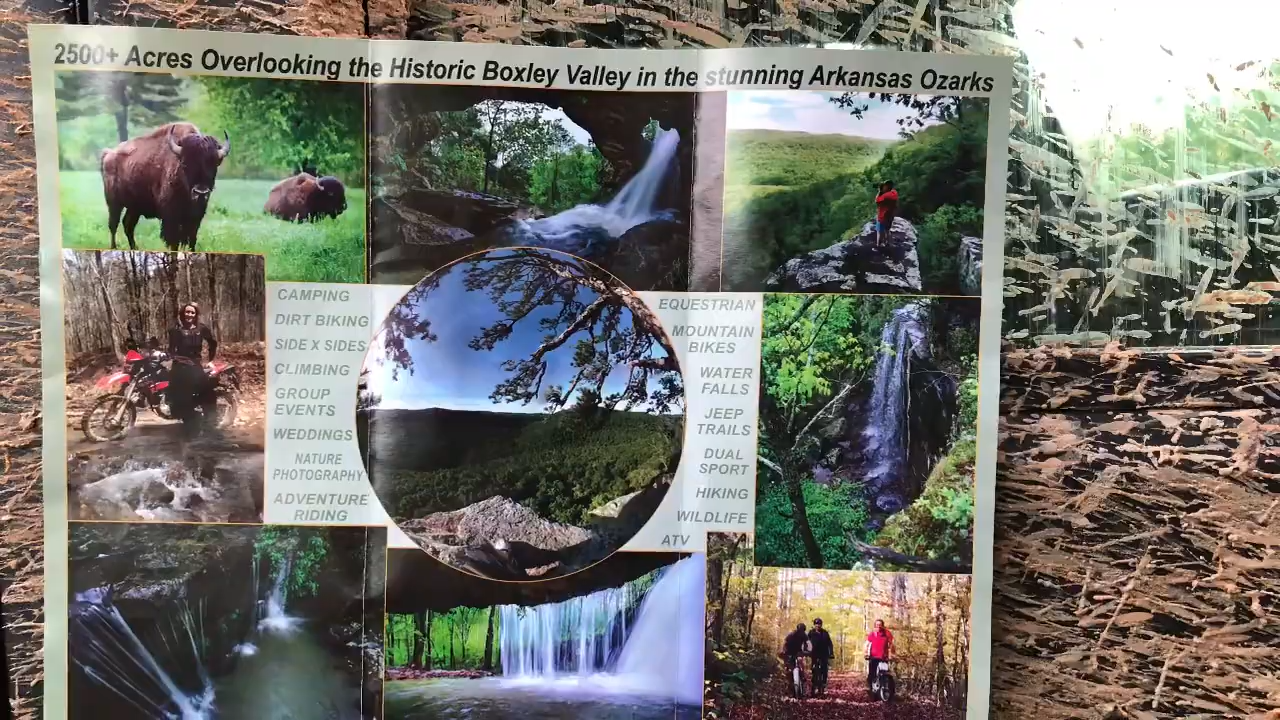 2500+ Acres Overlooking the Historic Boxley Valley in the stunning Arkansas Ozarks
CAMPING
DIRT BIKING
SIDE X SIDES
CLIMBING
GROUP
EVENTS
WEDDINGS
NATURE
PHOTOGRAPHY
ADVENTURE
RIDING
EQUESTRIAN
MOUNTAIN
BIKES
WATER
FALLS
JEEP
TRAILS
DUAL
SPORT
HIKING
WILDLIFE
ATV